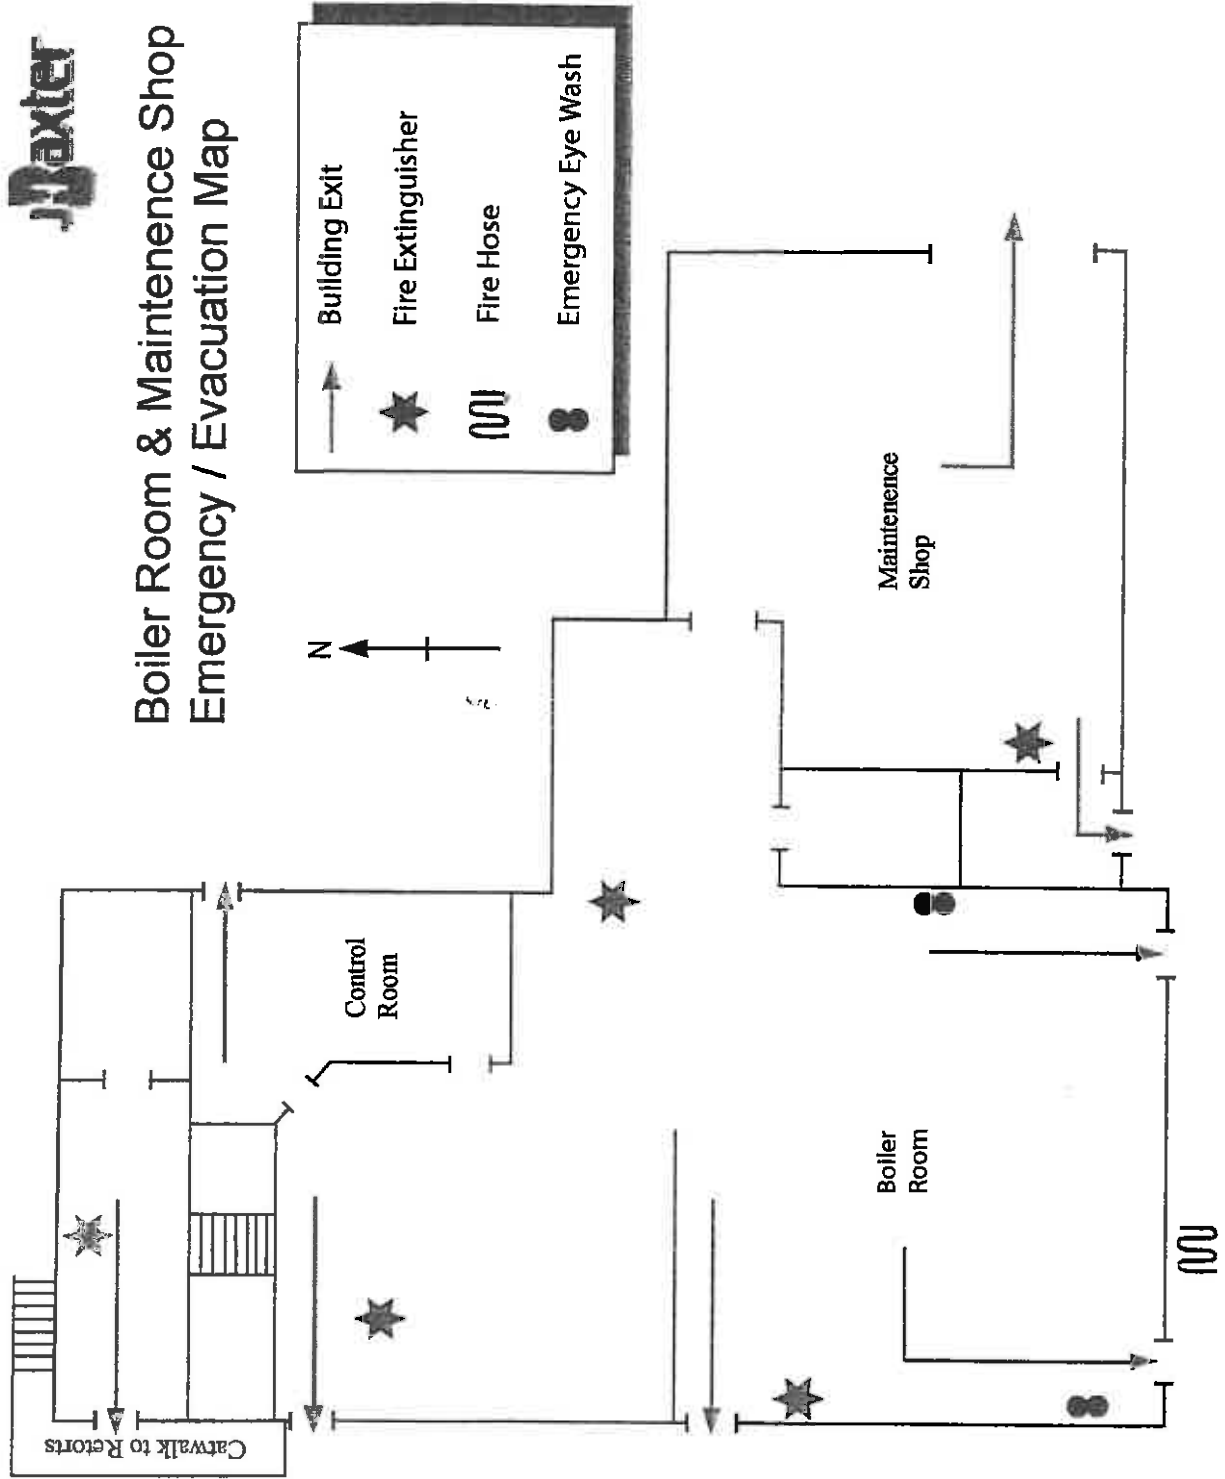 J.H. Baxter
Boiler Room & Maintenence Shop
Emergency / Evacuation Map
Building Exit
Fire Extinguisher
Fire Hose
Emergency Eye Wash
N
Control
Room
Maintenence
Shop
Boiler
Room
Catwalk to Retorts